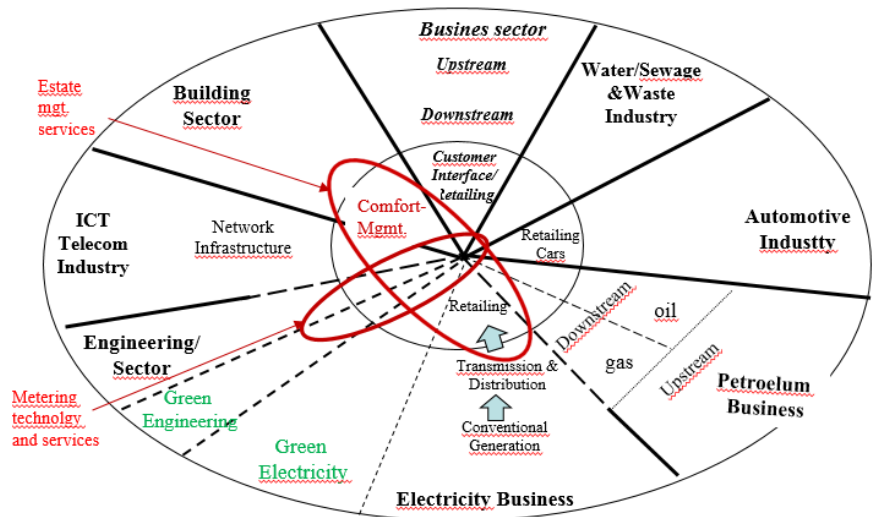 Busines sector
Upstream
Downstream
Customer
Interface/
Retailing
Water/Sewage
&Waste
Industry
Estate
mgt.
services
Building
Sector
Comfort-
Mgmt.
ICT
Telecom
Industry
Network
Infrastructure
Retailing
Cars
Automotive
Industty
Retailing
Downstream
oil
gas
Upstream
Petroelum
Business
Engineering/
Sector
Transmission &
Distribution
Metering
technolgy
and services
Green
Engineering
Green
Electricity
Conventional
Generation
Electricity Business